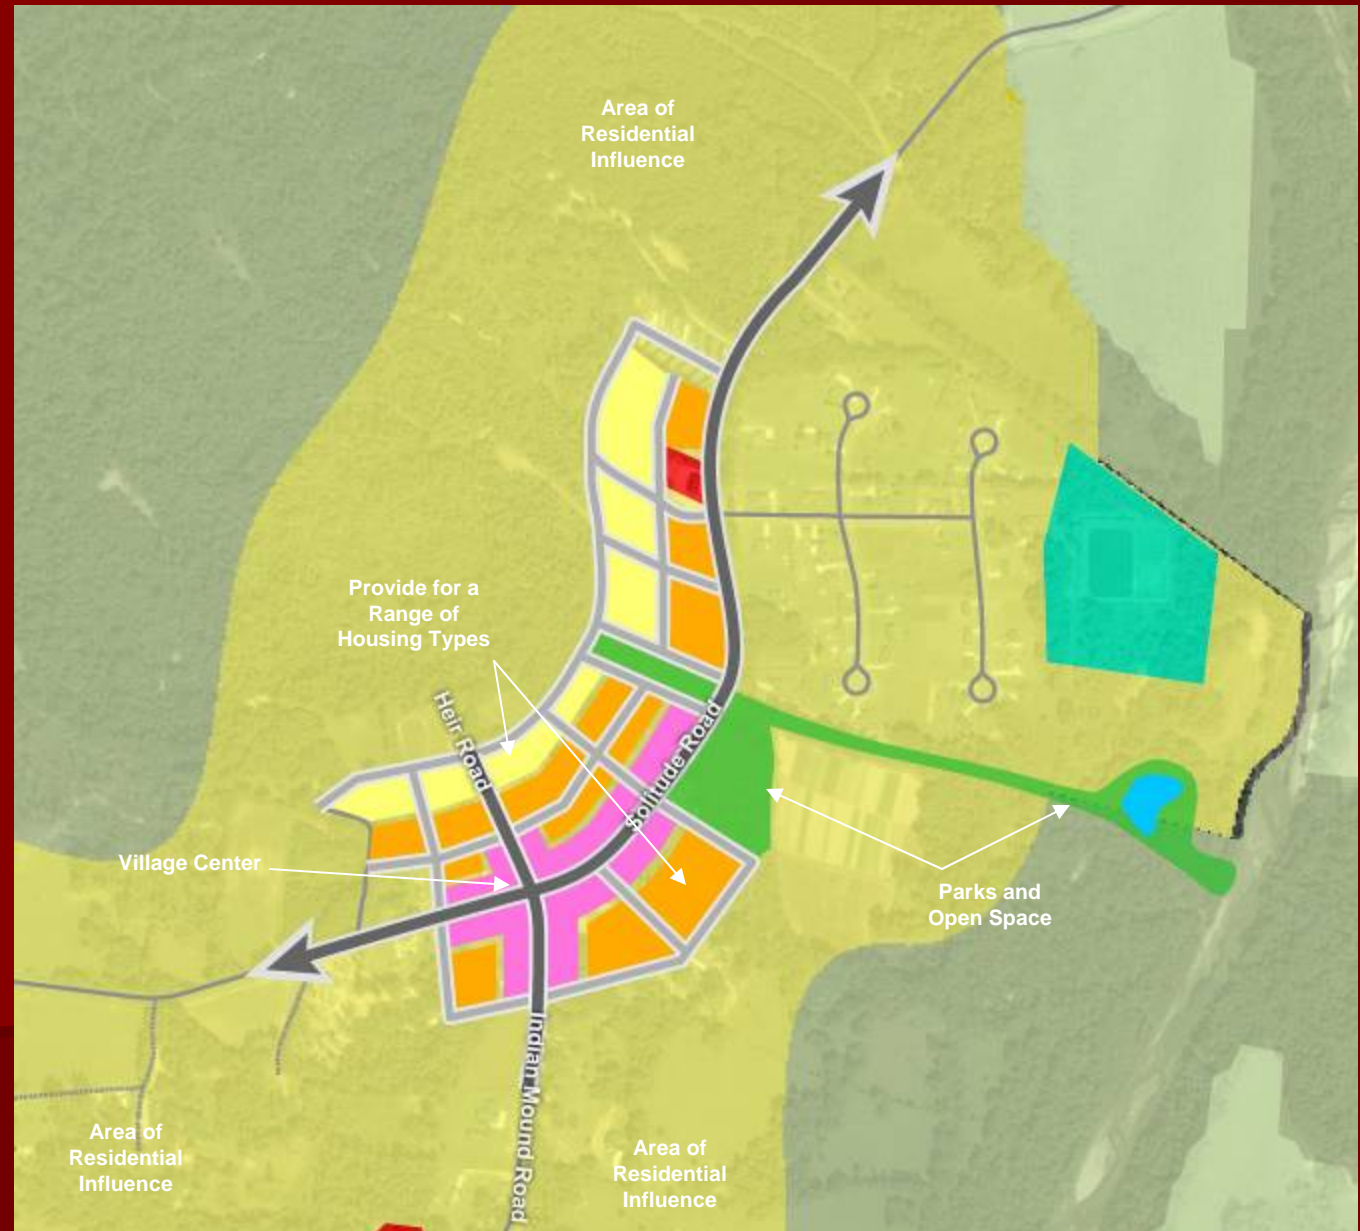 Area of
Residential
Influence
Provide for a
Range of
Housing Types
Heir Road
Solitude Road
Village Center
Parks and
Open Space
Indian Mound Road
Area of
Residential
Influence
Area of
Residential
Influence